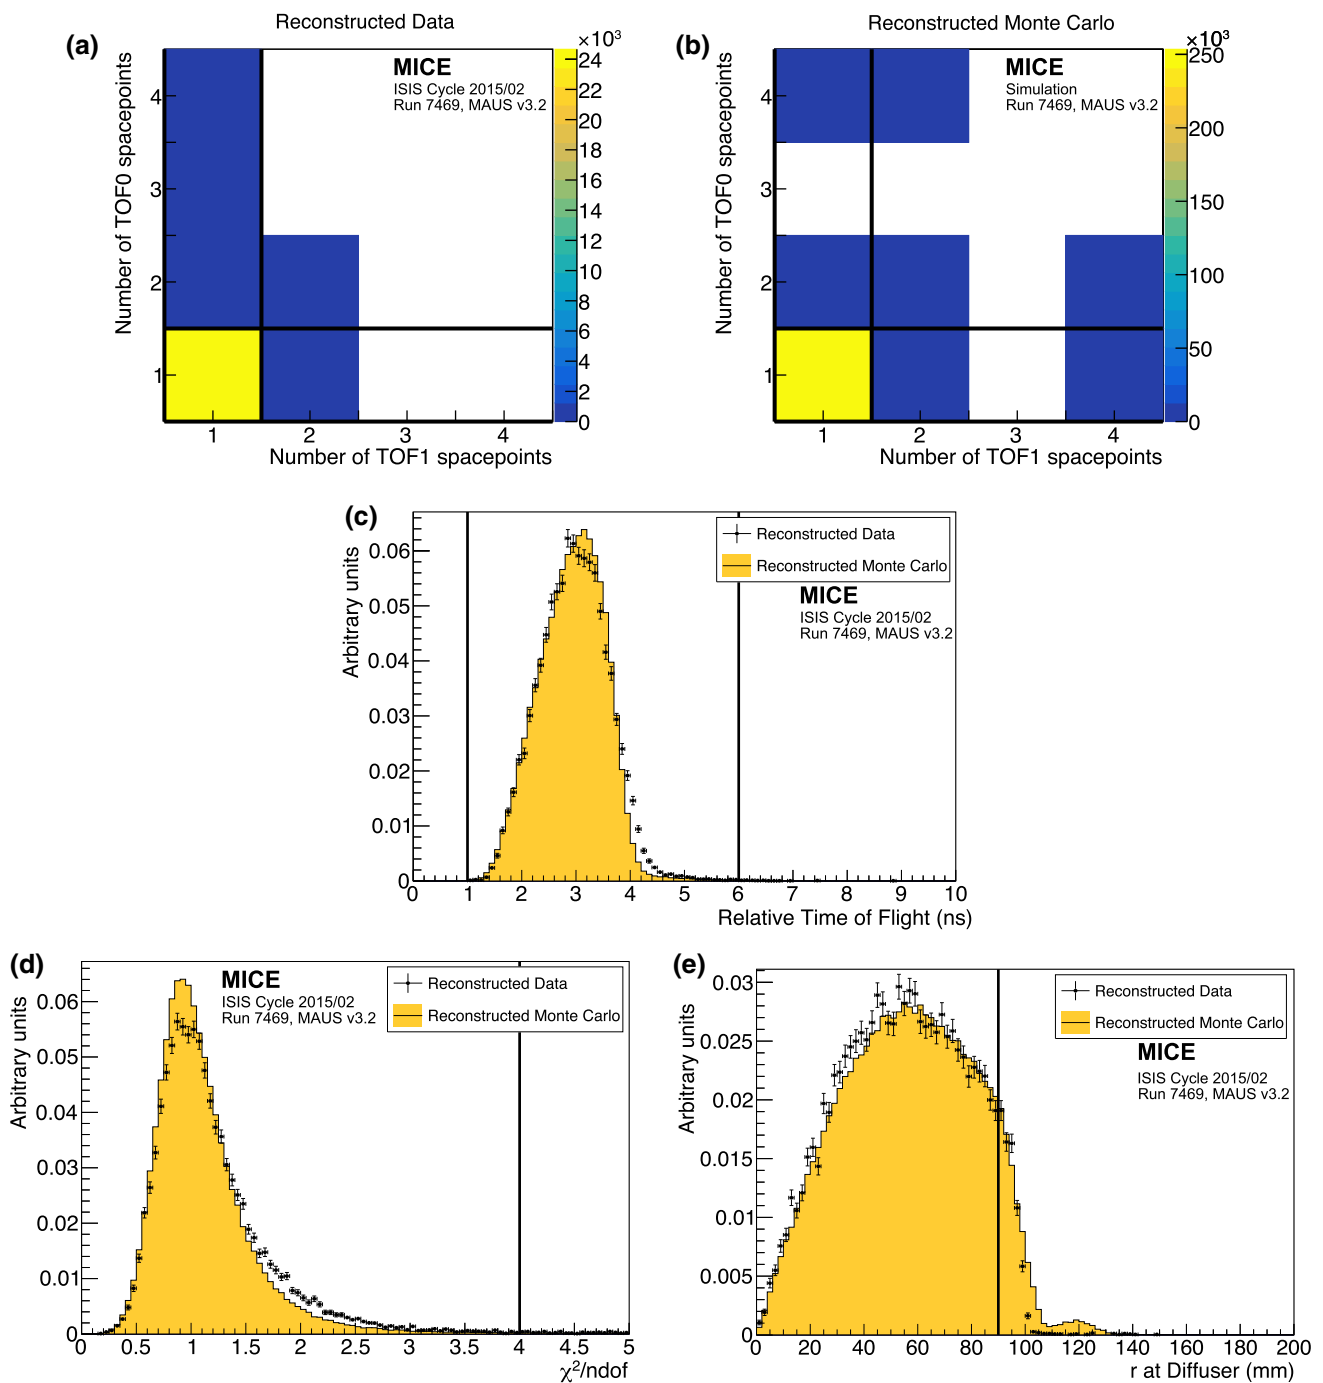 Reconstructed Data
Reconstructed Monte Carlo
(a)
×10³
Number of TOF0 spacepoints
MICE
ISIS Cycle 2015/02
Run 7469, MAUS v3.2
4
3
2
1
24
22
20
18
16
14
12
10
8
6
4
2
0
1 2 3 4
Number of TOF1 spacepoints
(b)
×10³
Number of TOF0 spacepoints
MICE
Simulation
Run 7469, MAUS v3.2
4
3
2
1
250
200
150
100
50
0
1 2 3 4
Number of TOF1 spacepoints
(c)
Arbitrary units
Reconstructed Data
Reconstructed Monte Carlo
MICE
ISIS Cycle 2015/02
Run 7469, MAUS v3.2
0.06
0.05
0.04
0.03
0.02
0.01
0
0 1 2 3 4 5 6 7 8 9 10
Relative Time of Flight (ns)
(d)
Arbitrary units
MICE
ISIS Cycle 2015/02
Run 7469, MAUS v3.2
Reconstructed Data
Reconstructed Monte Carlo
0.06
0.05
0.04
0.03
0.02
0.01
0
0 0.5 1 1.5 2 2.5 3 3.5 4 4.5 5
χ²/ndof
(e)
Arbitrary units
Reconstructed Data
Reconstructed Monte Carlo
MICE
ISIS Cycle 2015/02
Run 7469, MAUS v3.2
0.03
0.025
0.02
0.015
0.01
0.005
0
0 20 40 60 80 100 120 140 160 180 200
r at Diffuser (mm)